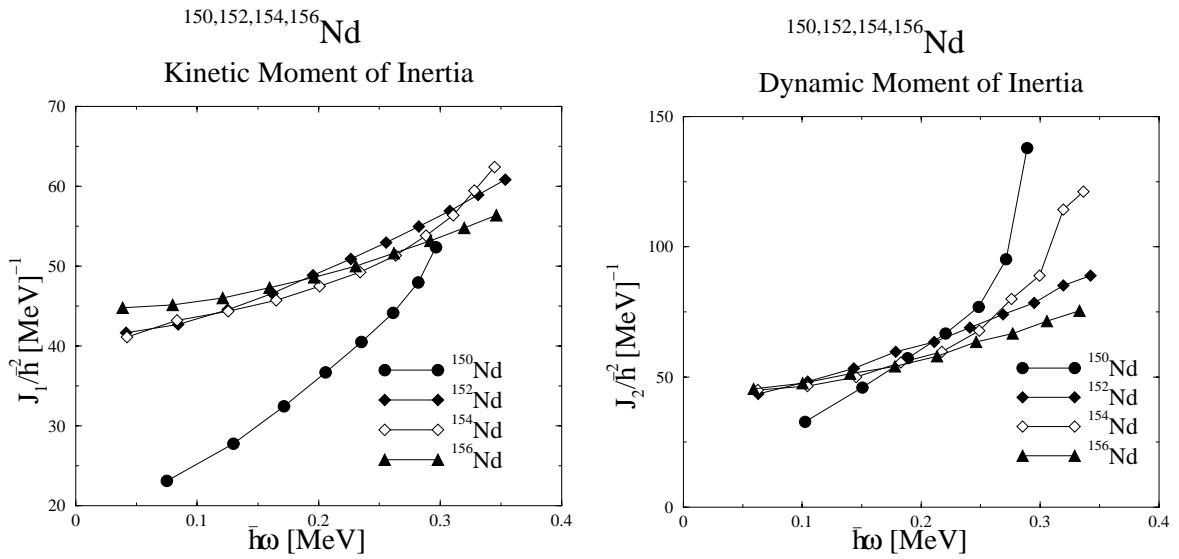 150,152,154,156Nd
Kinetic Moment of Inertia
70
60
50
40
30
20
0
0.1
0.2
0.3
0.4
J1/ħ² [MeV]⁻¹
ħω [MeV]
150Nd
152Nd
154Nd
156Nd
150,152,154,156Nd
Dynamic Moment of Inertia
150
100
50
0
0
0.1
0.2
0.3
0.4
J2/ħ² [MeV]⁻¹
ħω [MeV]
150Nd
152Nd
154Nd
156Nd